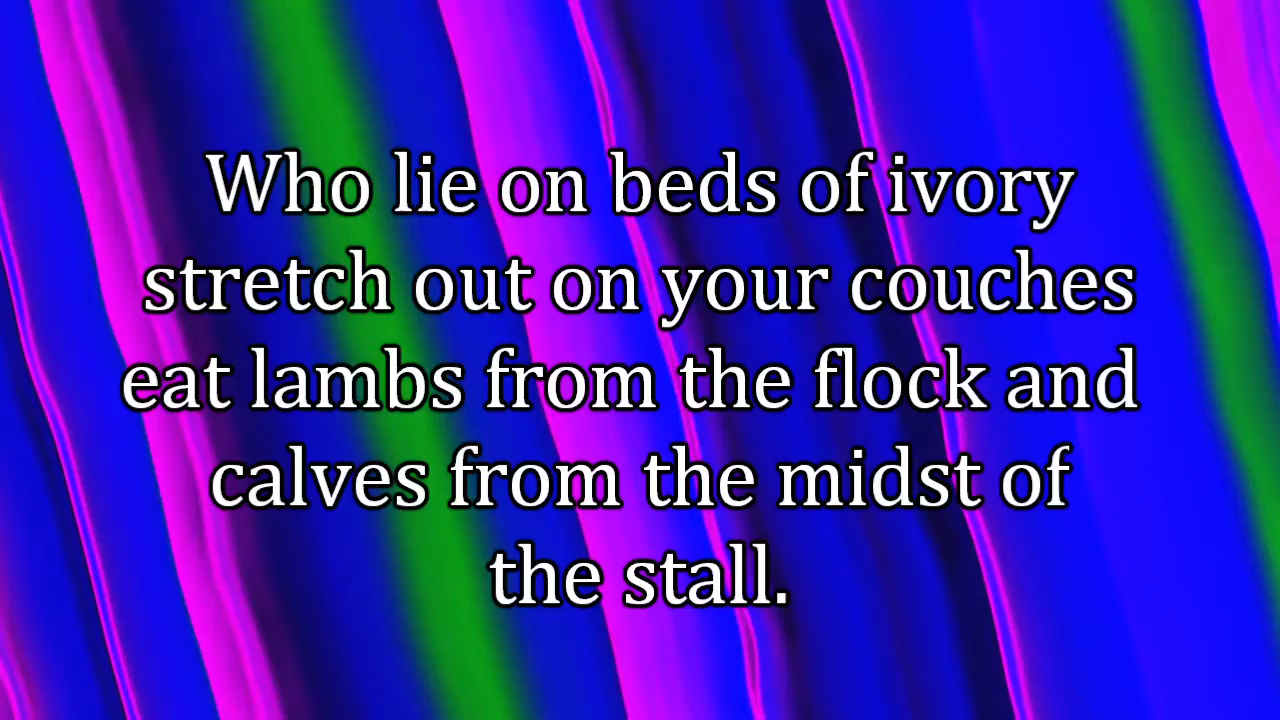 Who lie on beds of ivory
stretch out on your couches
eat lambs from the flock and
calves from the midst of
the stall.